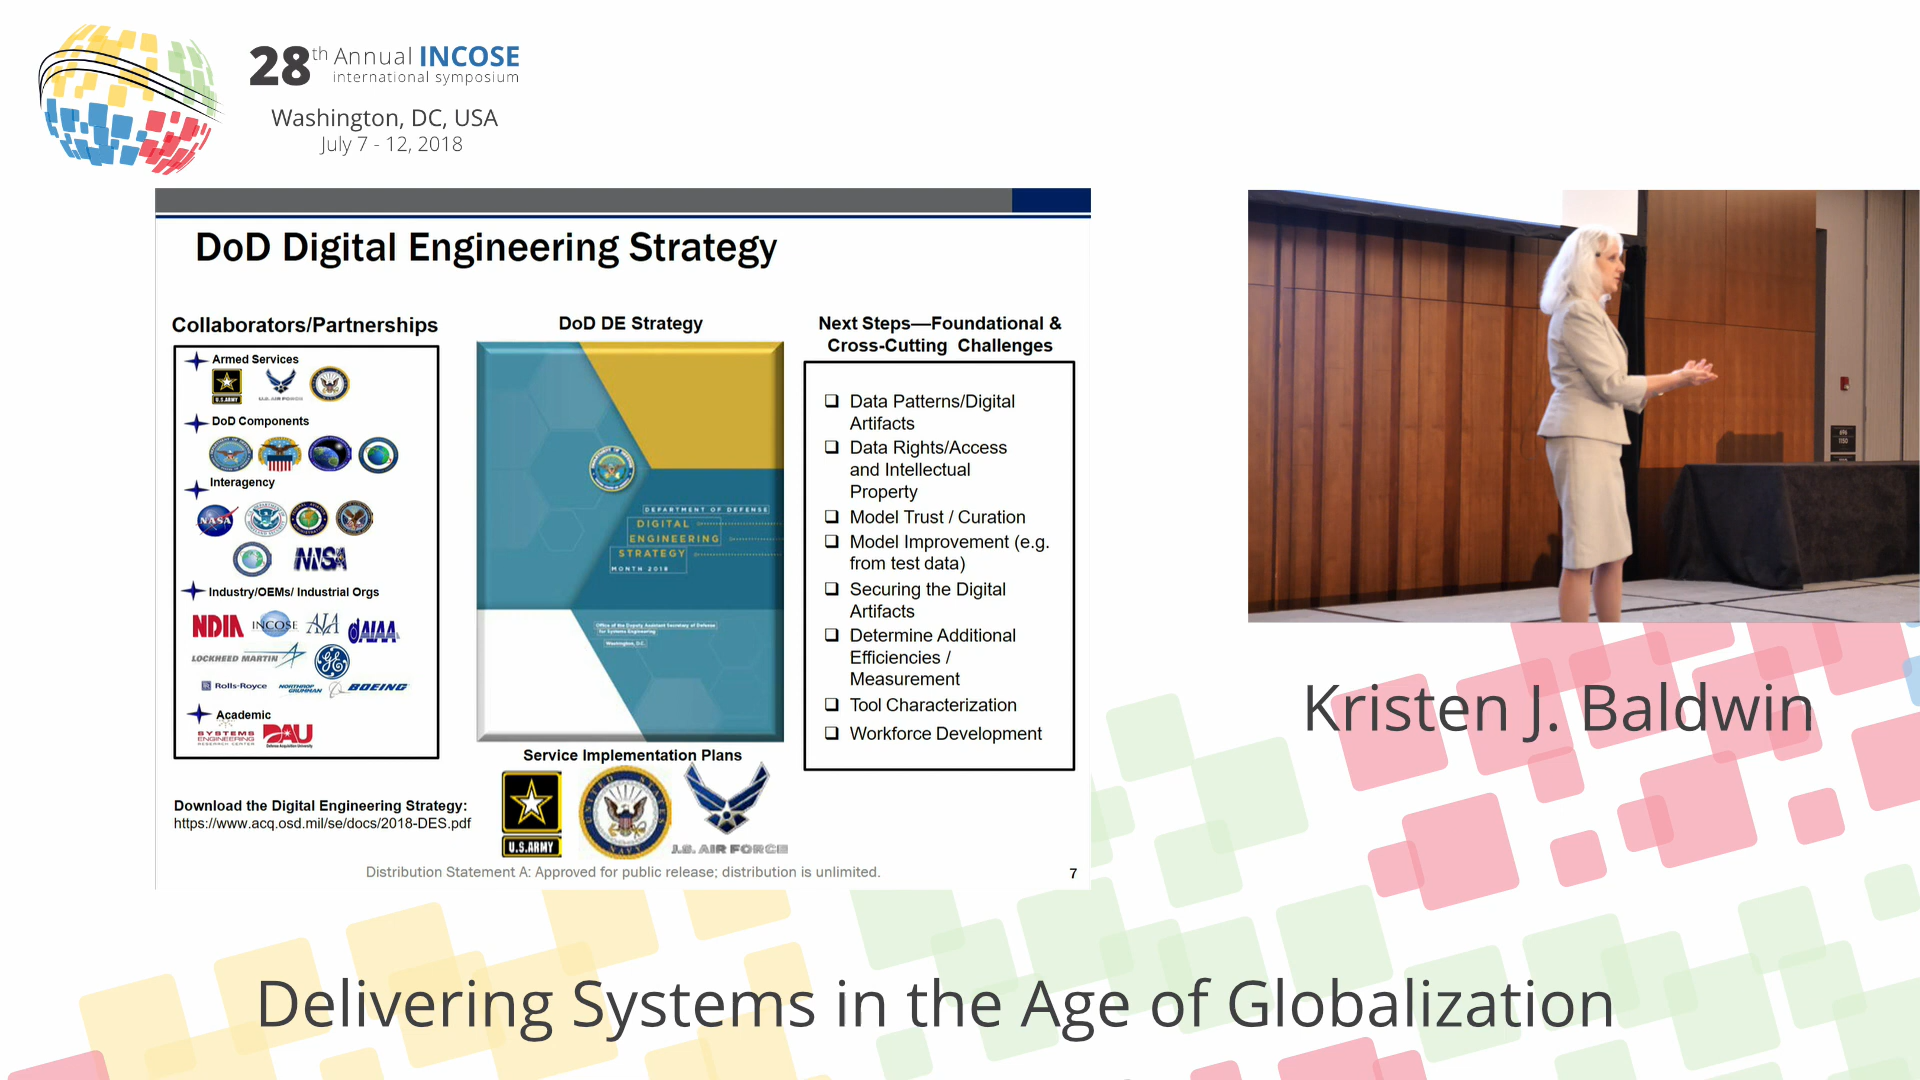 28th Annual INCOSE
international symposium
Washington, DC, USA
July 7 - 12, 2018
DoD Digital Engineering Strategy
Collaborators/Partnerships
Armed Services
U.S.ARMY
U.S. AIR FORCE
DoD Components
Interagency
NASA
NNSA
Industry/OEMs/ Industrial Orgs
NDIA INCOSE AIA AIAA
LOCKHEED MARTIN GE
Rolls-Royce NORTHROP GRUMMAN BOEING
Academic
SYSTEMS
ENGINEERING
RESEARCH CENTER
DAU
Defense Acquisition University
Download the Digital Engineering Strategy:
https://www.acq.osd.mil/se/docs/2018-DES.pdf
DoD DE Strategy
DEPARTMENT OF DEFENSE
DIGITAL
ENGINEERING
STRATEGY
MONTH 2018
Office of the Deputy Assistant Secretary of Defense
for Systems Engineering
Washington, D.C.
Service Implementation Plans
U.S.ARMY
UNITED STATES NAVY
U.S. AIR FORCE
Next Steps—Foundational &
Cross-Cutting Challenges
Data Patterns/Digital
Artifacts
Data Rights/Access
and Intellectual
Property
Model Trust / Curation
Model Improvement (e.g.
from test data)
Securing the Digital
Artifacts
Determine Additional
Efficiencies /
Measurement
Tool Characterization
Workforce Development
Distribution Statement A: Approved for public release; distribution is unlimited.
7
Kristen J. Baldwin
Delivering Systems in the Age of Globalization